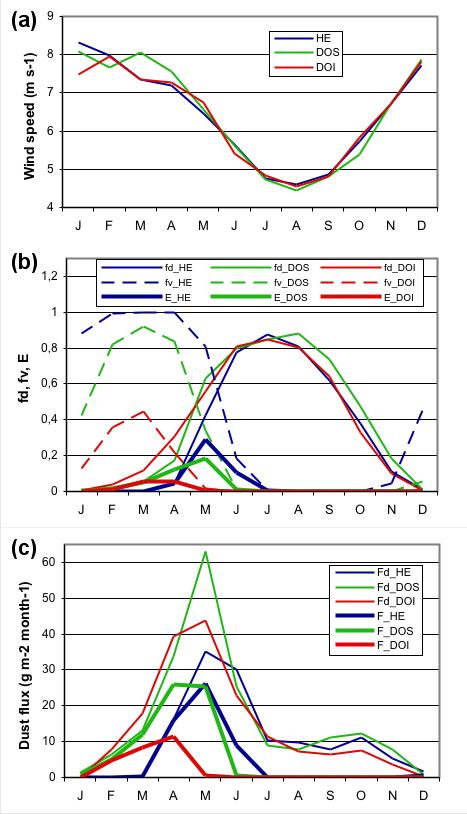 (a)
Wind speed (m s-1)
9
8
7
6
5
4
HE
DOS
DOI
J F M A M J J A S O N D
(b)
fd, fv, E
1,2
1
0,8
0,6
0,4
0,2
0
fd_HE fd_DOS fd_DOI
fv_HE fv_DOS fv_DOI
E_HE E_DOS E_DOI
J F M A M J J A S O N D
(c)
Dust flux (g m-2 month-1)
60
50
40
30
20
10
0
Fd_HE
Fd_DOS
Fd_DOI
F_HE
F_DOS
F_DOI
J F M A M J J A S O N D